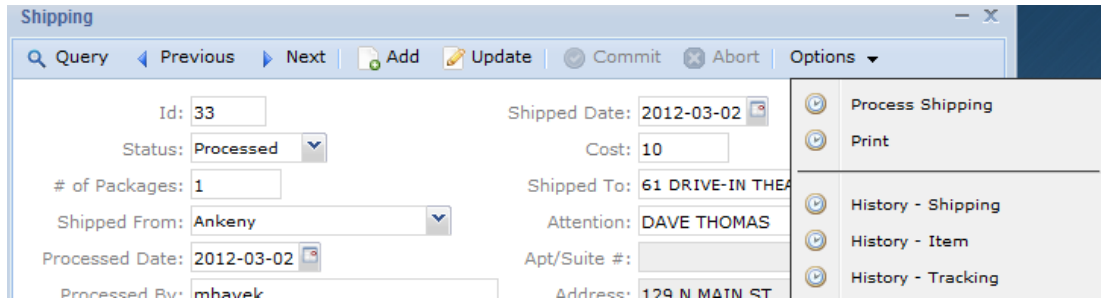 Shipping
Query Previous Next Add Update Commit Abort Options
Id: 33 Shipped Date: 2012-03-02 Process Shipping
Status: Processed Cost: 10 Print
# of Packages: 1 Shipped To: 61 DRIVE-IN THEA
Shipped From: Ankeny Attention: DAVE THOMAS History - Shipping
Processed Date: 2012-03-02 Apt/Suite #: History - Item
Processed By: mhayek Address: 129 N MAIN ST History - Tracking